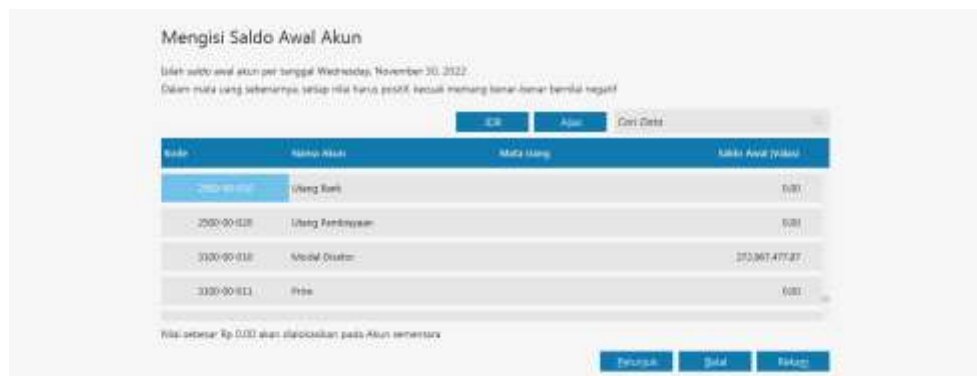 Mengisi Saldo Awal Akun
Isilah saldo awal akun per tanggal Wednesday, November 30, 2022
Dalam mata uang sebenarnya, setiap nilai harus positif, kecuali memang benar-benar bernilai negatif
IDR Ajax Cari Data
Kode Nama Akun Mata Uang Saldo Awal (Valas)
Utang Bank 0.00
2500-00-020 Utang Pembiayaan 0.00
3100-00-010 Modal Disetor
3100-00-011 Prive 0.00
Nilai sebesar Rp 0.00 akan dialokasikan pada Akun sementara
Petunjuk Batal Rekam